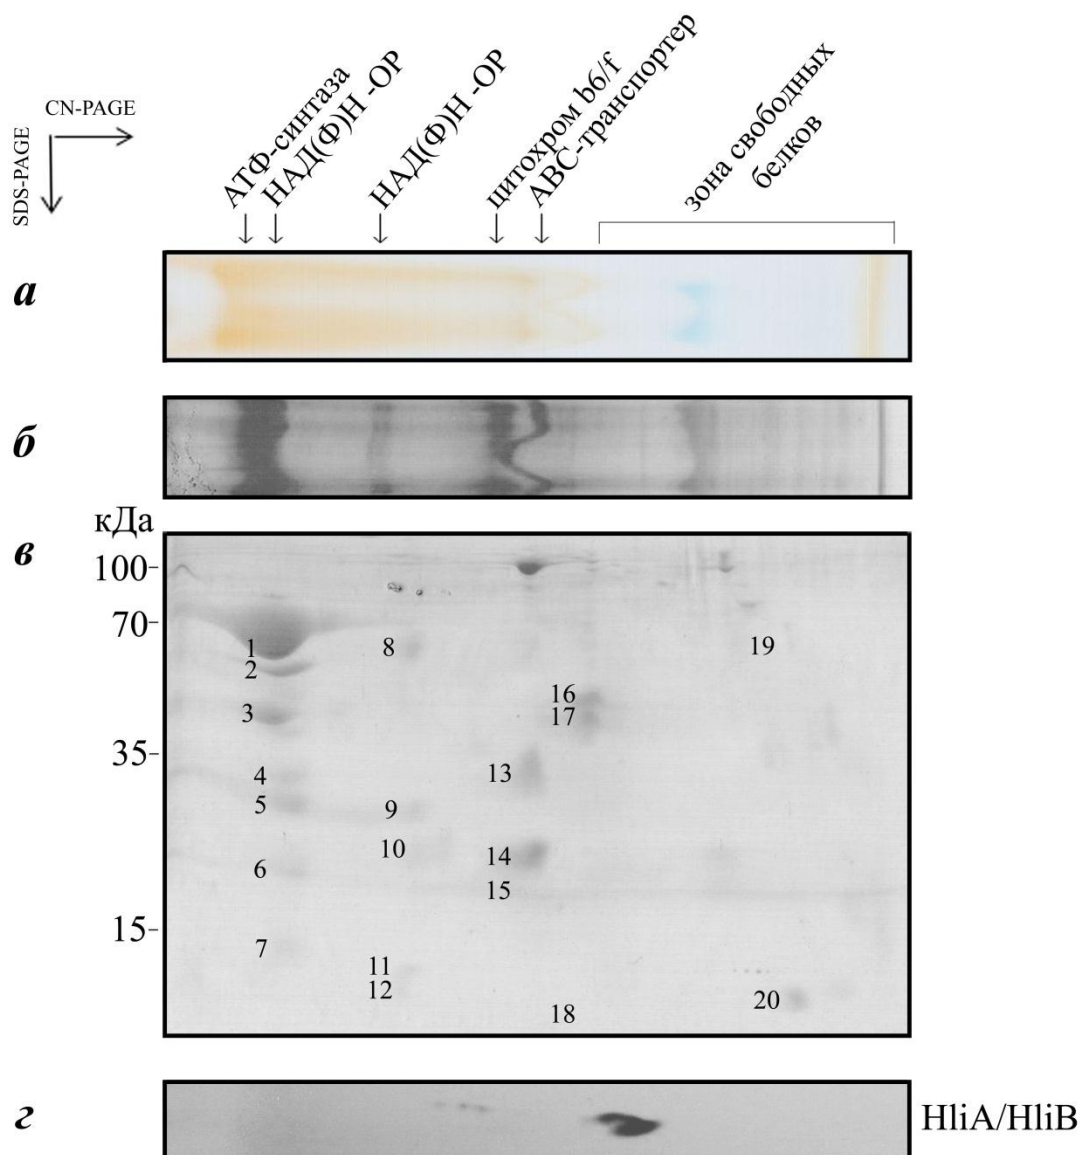 CN-PAGE
SDS-PAGE
АТФ-синтаза
НАД(Ф)Н -ОР
НАД(Ф)Н -ОР
цитохром b6/f
АВС-транспортер
зона свободных
белков
а
б
кДа
в
100-
70-
1
8
19
2
16
3
17
35-
4
13
5
9
10
14
6
15
15-
7
11
12
20
18
г
HliA/HliB